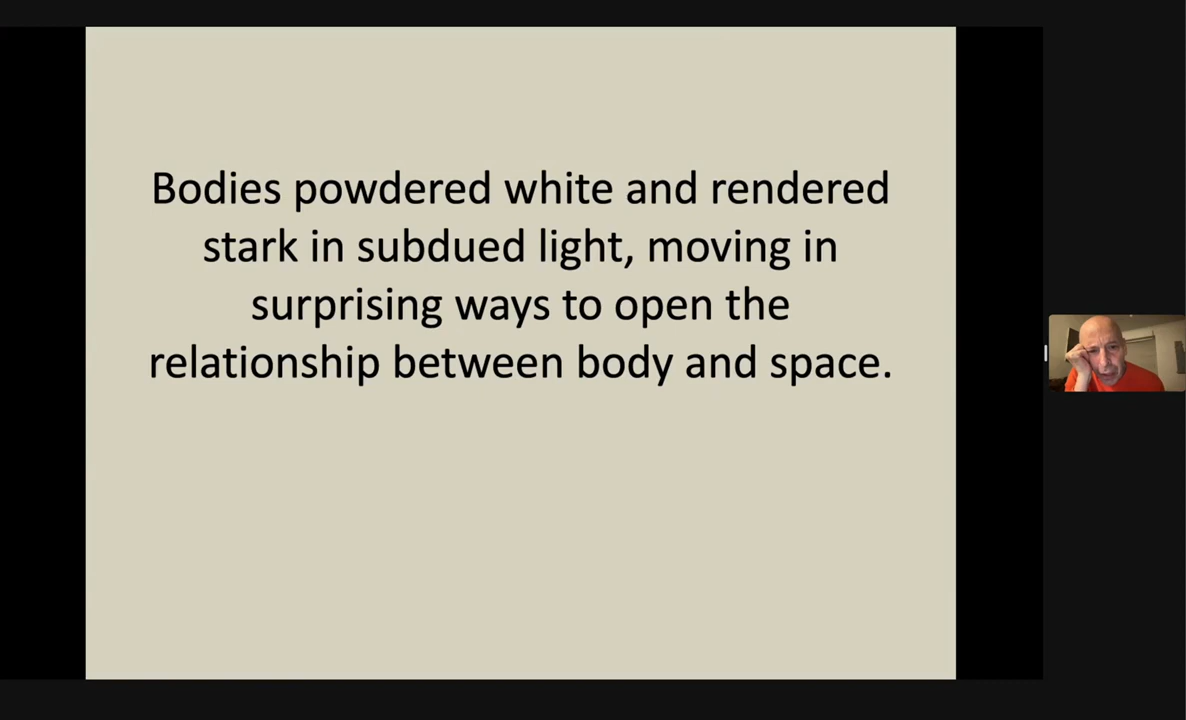 Bodies powdered white and rendered
stark in subdued light, moving in
surprising ways to open the
relationship between body and space.